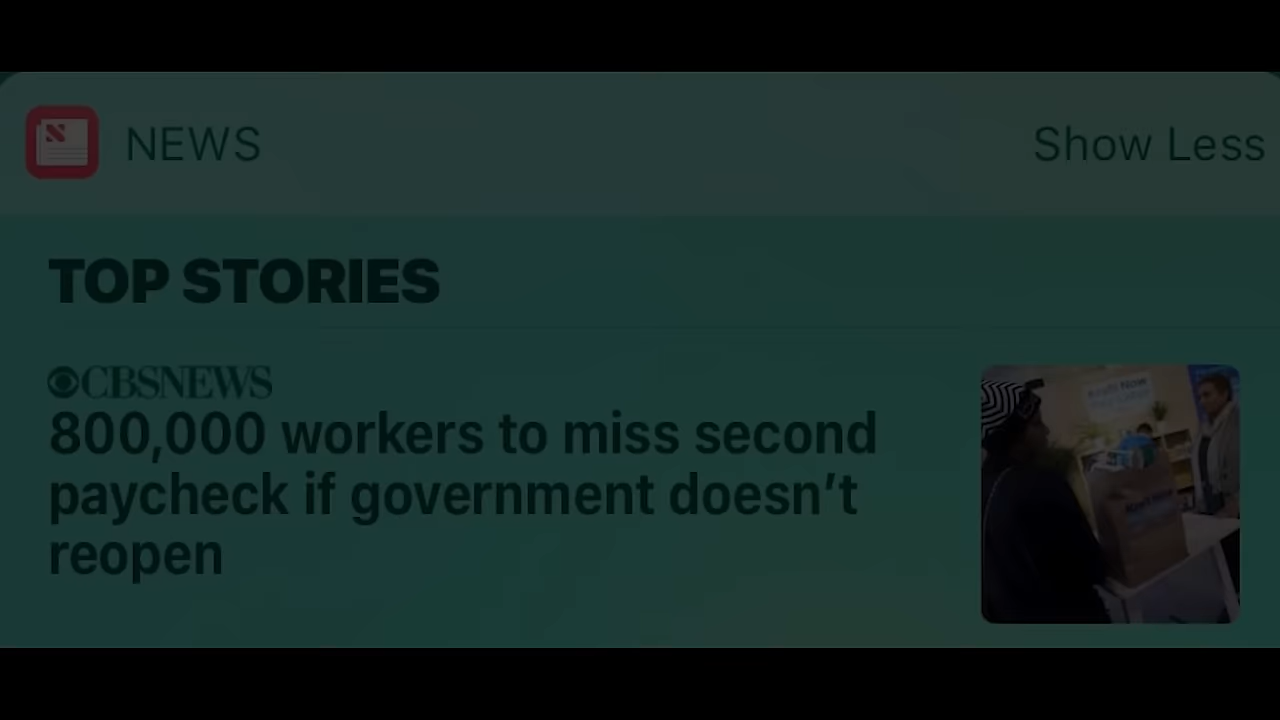 NEWS
Show Less
TOP STORIES
CBSNEWS
800,000 workers to miss second
paycheck if government doesn’t
reopen